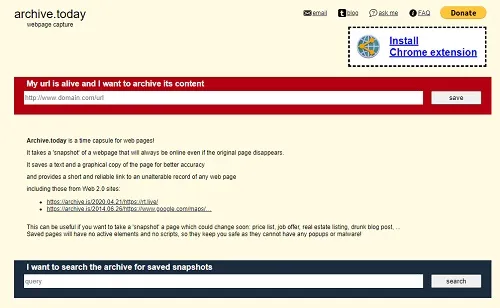 archive.today
webpage capture
email blog ask me FAQ Donate
Install
Chrome extension
My url is alive and I want to archive its content
http://www.domain.com/url save
Archive.today is a time capsule for web pages!
It takes a 'snapshot' of a webpage that will always be online even if the original page disappears.
It saves a text and a graphical copy of the page for better accuracy
and provides a short and reliable link to an unalterable record of any web page
including those from Web 2.0 sites:
https://archive.is/2020.04.21/https://rt.live/
https://archive.is/2014.08.26/https://www.google.com/maps/...
This can be useful if you want to take a 'snapshot' a page which could change soon: price list, job offer, real estate listing, drunk blog post, ...
Saved pages will have no active elements and no scripts, so they keep you safe as they cannot have any popups or malware!
I want to search the archive for saved snapshots
query search